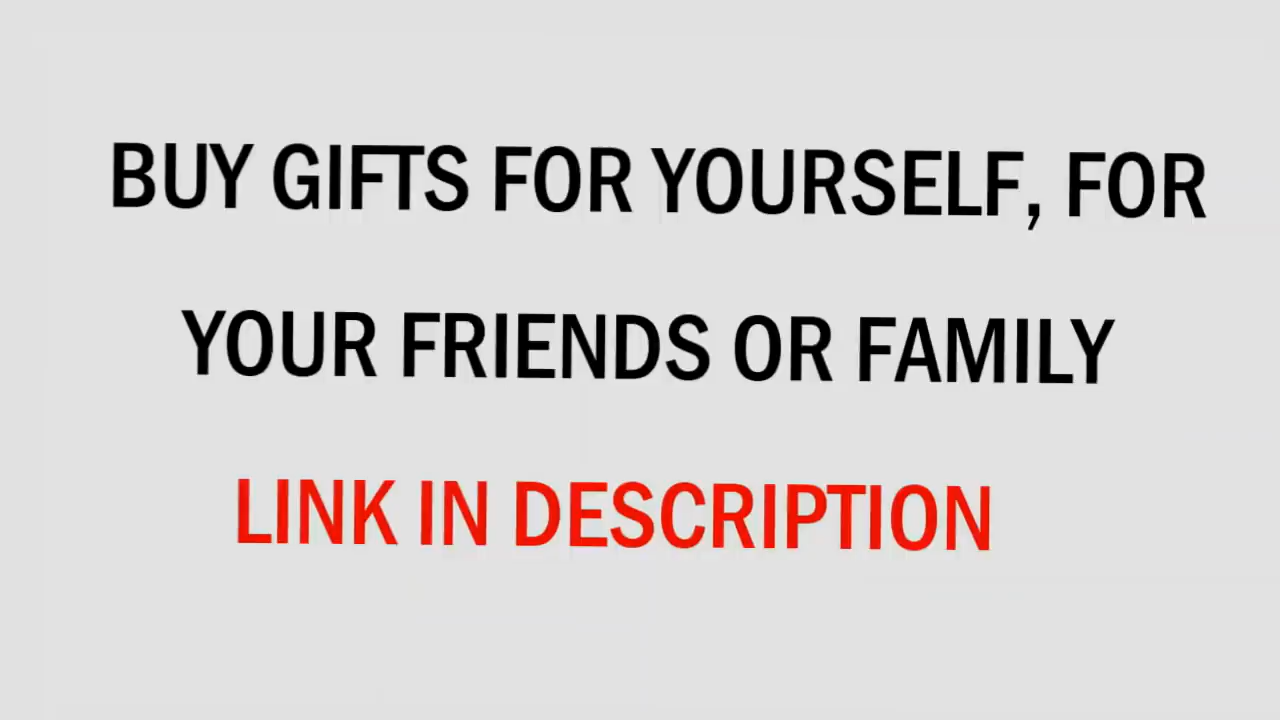 BUY GIFTS FOR YOURSELF, FOR
YOUR FRIENDS OR FAMILY
LINK IN DESCRIPTION